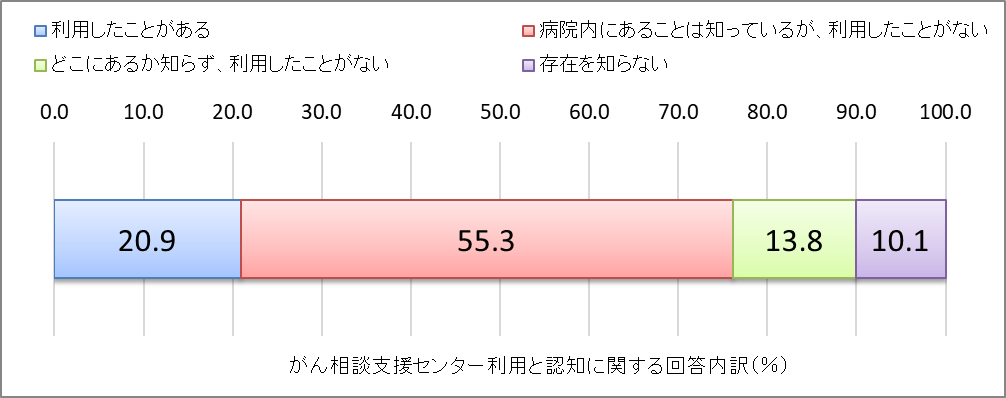 利用したことがある
病院内にあることは知っているが、利用したことがない
どこにあるか知らず、利用したことがない
存在を知らない
0.0 10.0 20.0 30.0 40.0 50.0 60.0 70.0 80.0 90.0 100.0
20.9 55.3 13.8 10.1
がん相談支援センター利用と認知に関する回答内訳(%)